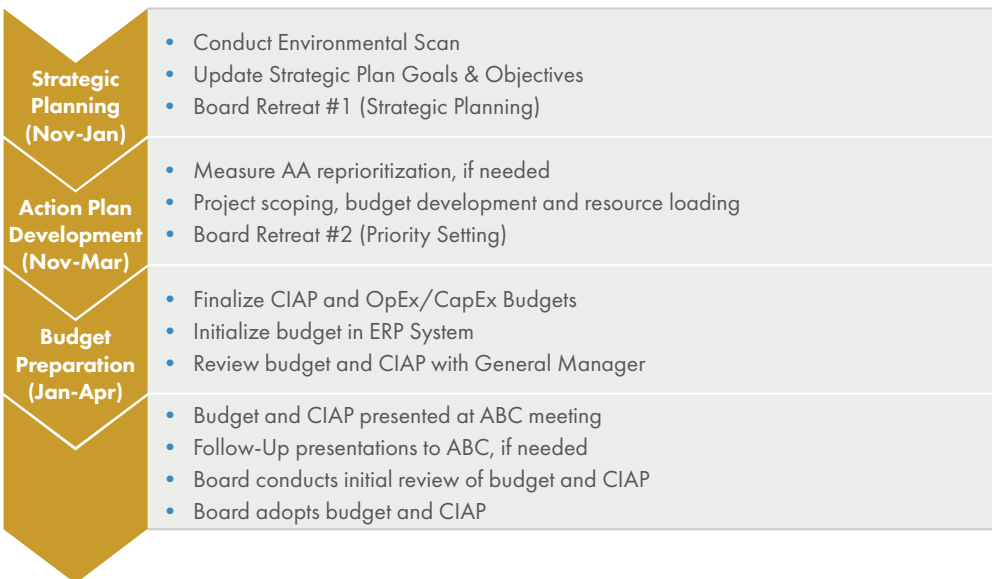 Strategic
Planning
(Nov-Jan)
• Conduct Environmental Scan
• Update Strategic Plan Goals & Objectives
• Board Retreat #1 (Strategic Planning)
Action Plan
Development
(Nov-Mar)
• Measure AA reprioritization, if needed
• Project scoping, budget development and resource loading
• Board Retreat #2 (Priority Setting)
Budget
Preparation
(Jan-Apr)
• Finalize CIAP and OpEx/CapEx Budgets
• Initialize budget in ERP System
• Review budget and CIAP with General Manager
• Budget and CIAP presented at ABC meeting
• Follow-Up presentations to ABC, if needed
• Board conducts initial review of budget and CIAP
• Board adopts budget and CIAP